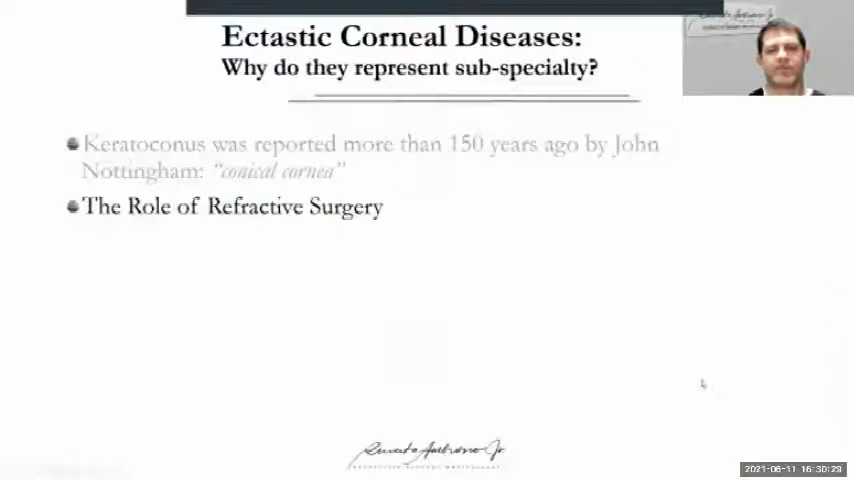 Ectastic Corneal Diseases:
Why do they represent sub-specialty?
Keratoconus was reported more than 150 years ago by John
Nottingham: “conical cornea”
The Role of Refractive Surgery
2021-06-11 16:30:29